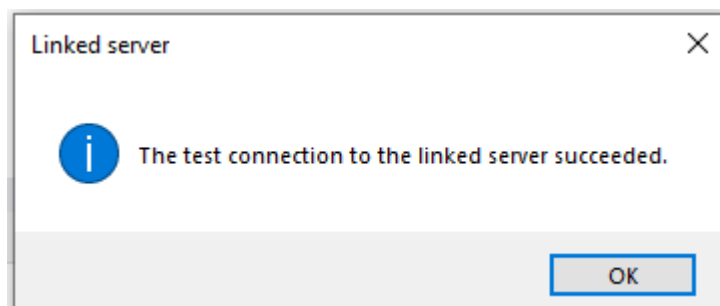 Linked server
The test connection to the linked server succeeded.
OK